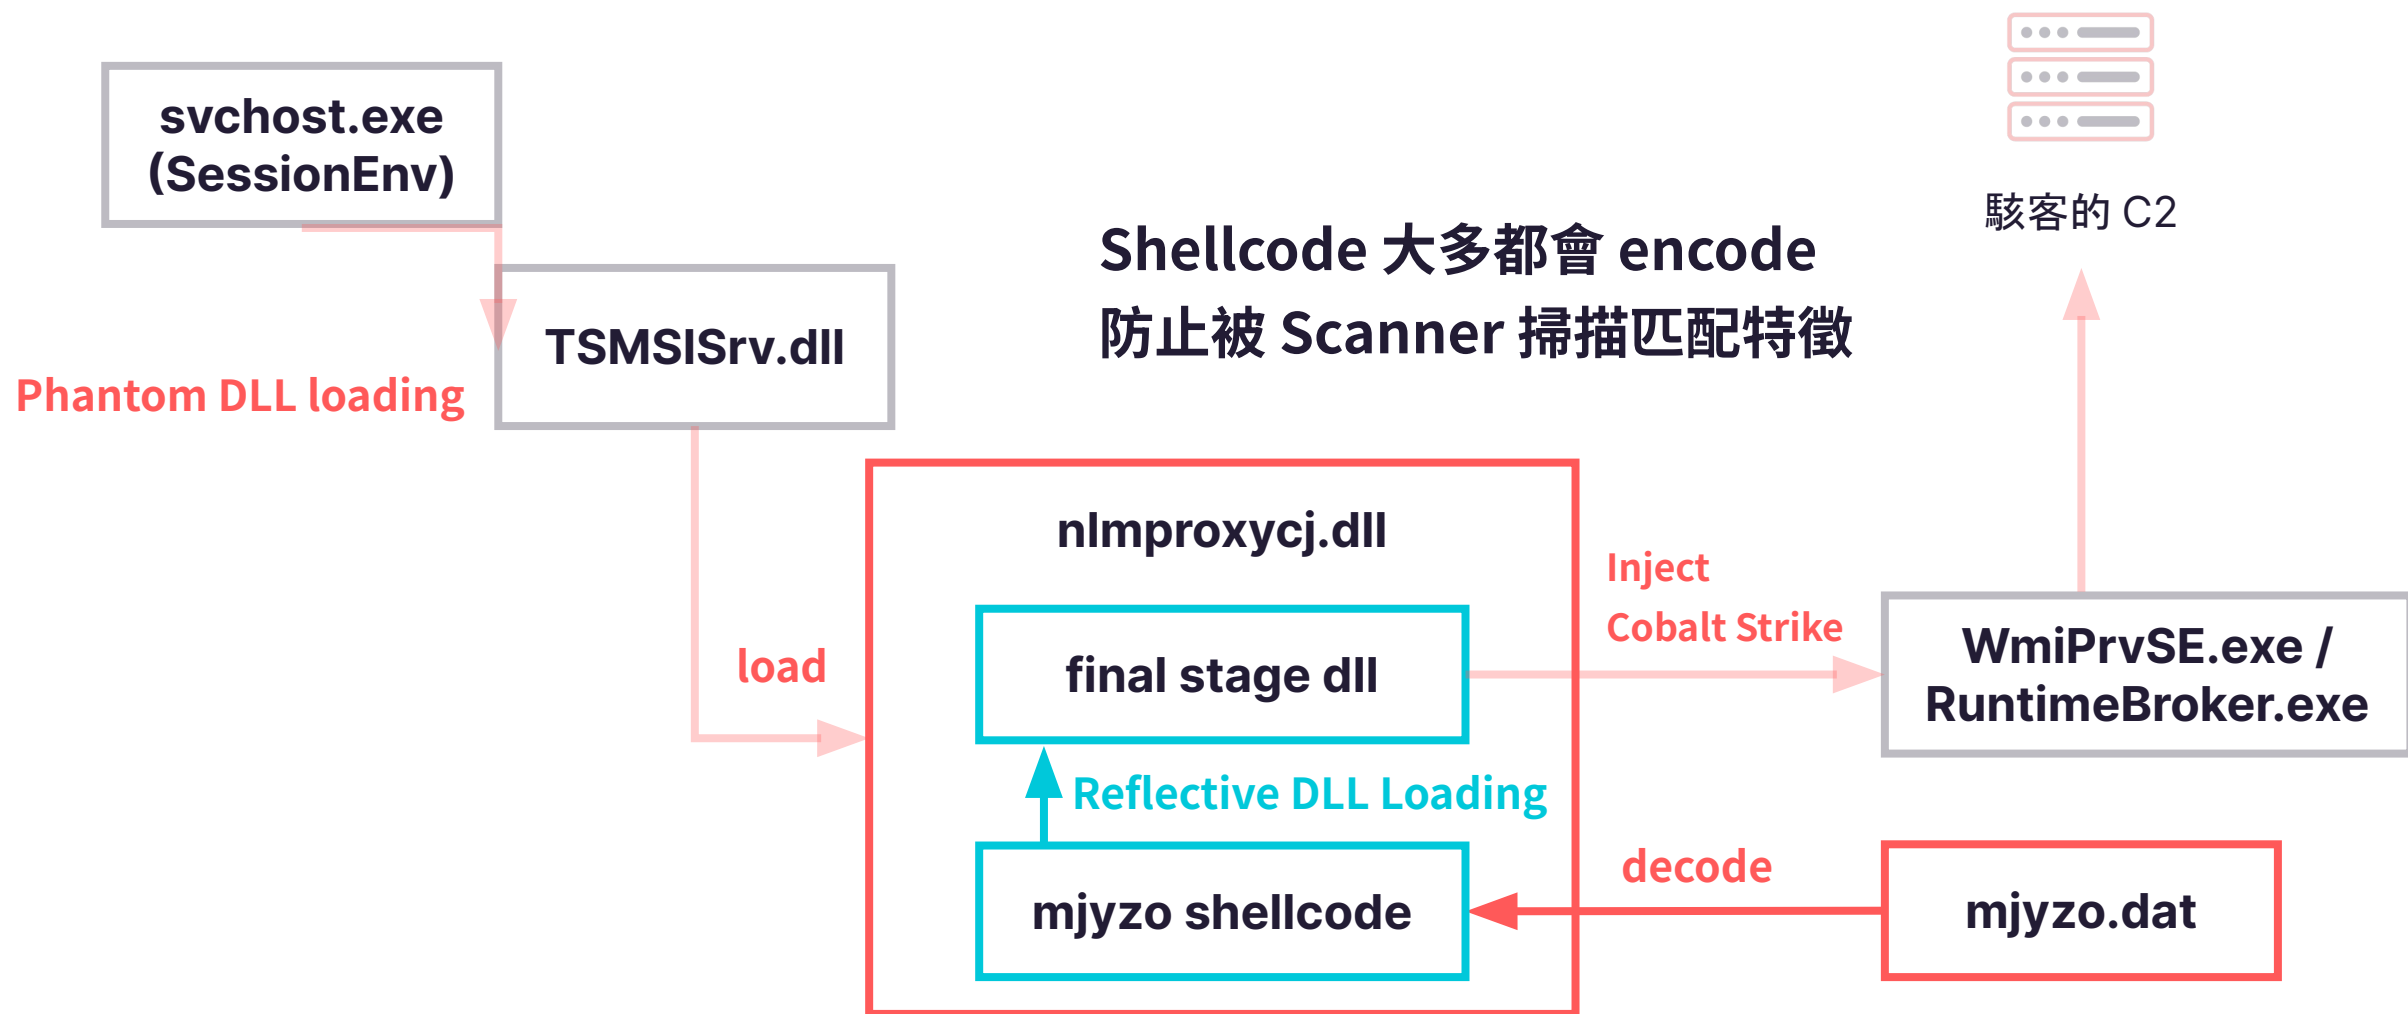 svchost.exe
(SessionEnv)
駭客的 C2
Shellcode 大多都會 encode
防止被 Scanner 掃描匹配特徵
TSMSISrv.dll
Phantom DLL loading
nlmproxycj.dll
Inject
Cobalt Strike
load
final stage dll
WmiPrvSE.exe /
RuntimeBroker.exe
Reflective DLL Loading
decode
mjyzo shellcode
mjyzo.dat